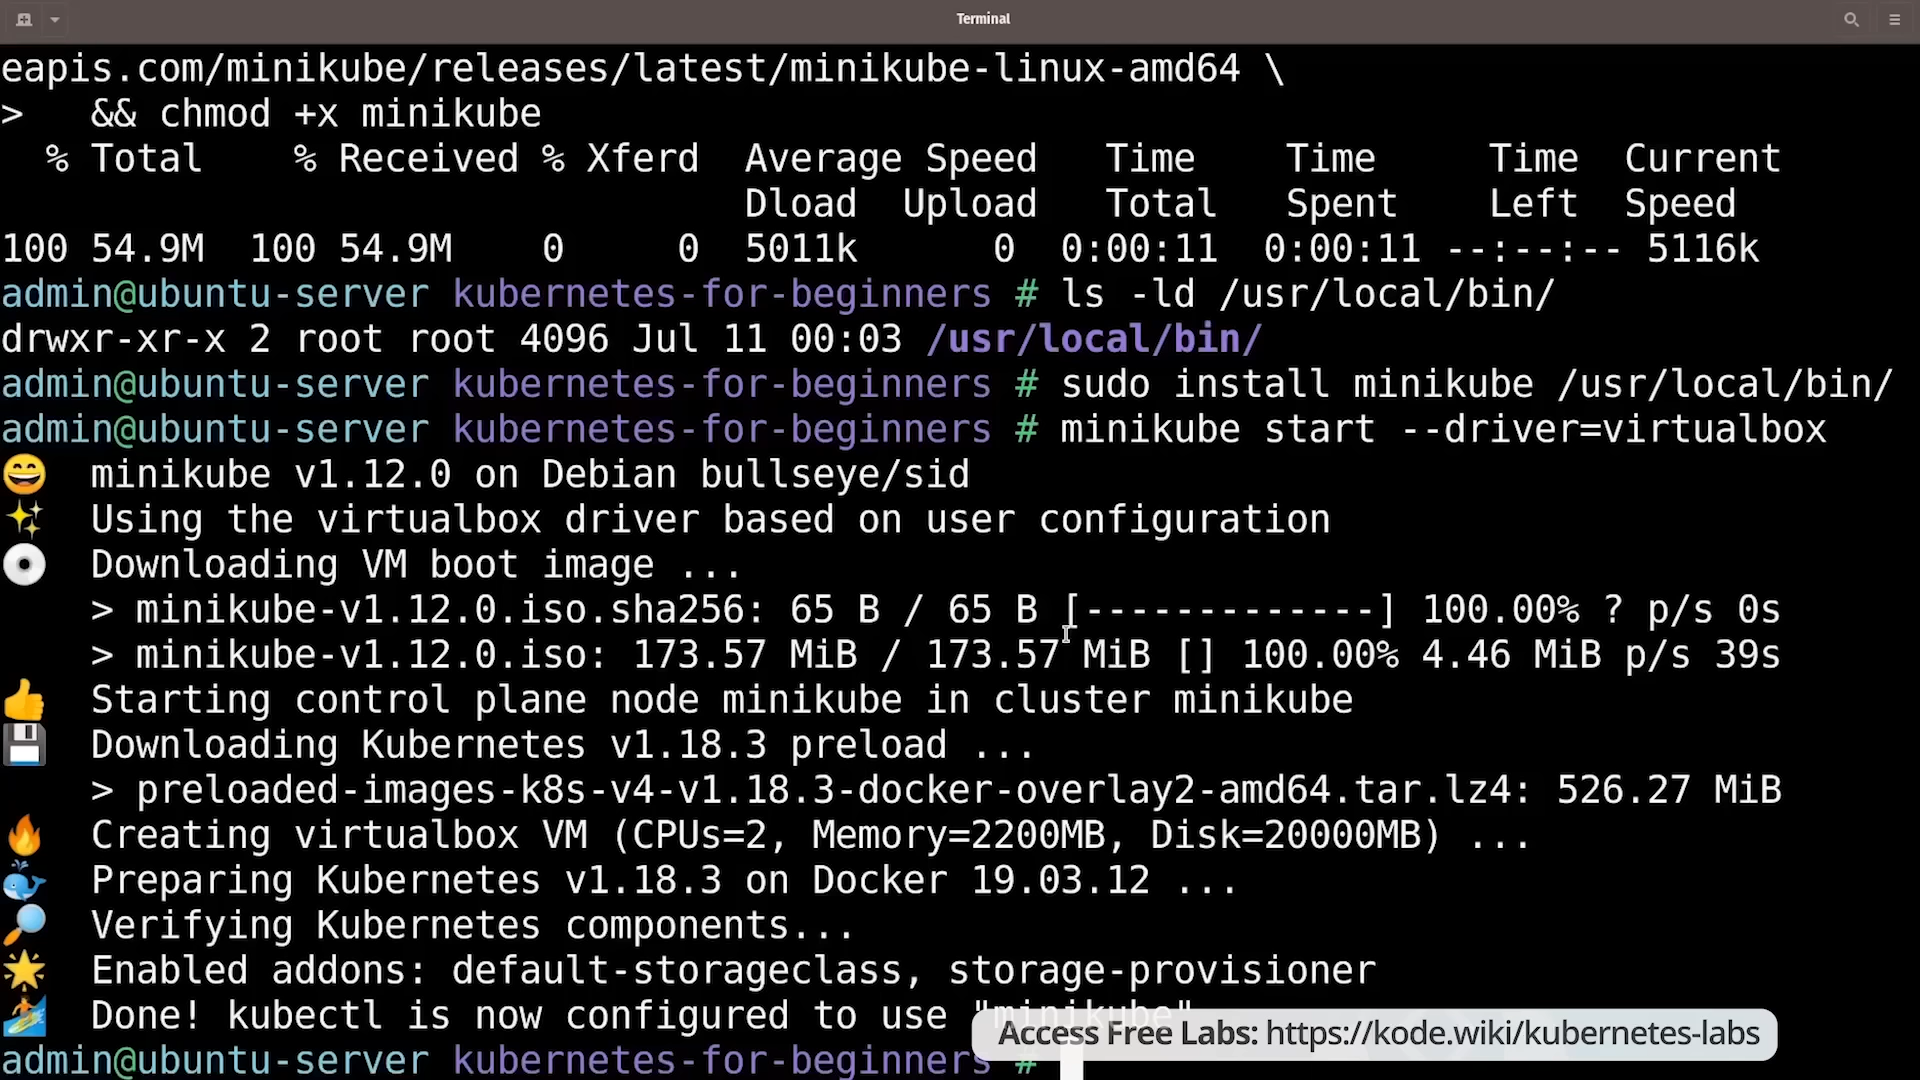 Terminal
eapis.com/minikube/releases/latest/minikube-linux-amd64 \
>   && chmod +x minikube
  % Total    % Received % Xferd  Average Speed   Time    Time     Time  Current
                                 Dload  Upload   Total   Spent    Left  Speed
100 54.9M  100 54.9M    0     0  5011k      0  0:00:11  0:00:11 --:--:-- 5116k
admin@ubuntu-server kubernetes-for-beginners # ls -ld /usr/local/bin/
drwxr-xr-x 2 root root 4096 Jul 11 00:03 /usr/local/bin/
admin@ubuntu-server kubernetes-for-beginners # sudo install minikube /usr/local/bin/
admin@ubuntu-server kubernetes-for-beginners # minikube start --driver=virtualbox
😄  minikube v1.12.0 on Debian bullseye/sid
✨  Using the virtualbox driver based on user configuration
💿  Downloading VM boot image ...
    > minikube-v1.12.0.iso.sha256: 65 B / 65 B [-------------] 100.00% ? p/s 0s
    > minikube-v1.12.0.iso: 173.57 MiB / 173.57 MiB [] 100.00% 4.46 MiB p/s 39s
👍  Starting control plane node minikube in cluster minikube
💾  Downloading Kubernetes v1.18.3 preload ...
    > preloaded-images-k8s-v4-v1.18.3-docker-overlay2-amd64.tar.lz4: 526.27 MiB
🔥  Creating virtualbox VM (CPUs=2, Memory=2200MB, Disk=20000MB) ...
🐳  Preparing Kubernetes v1.18.3 on Docker 19.03.12 ...
🔎  Verifying Kubernetes components...
🌟  Enabled addons: default-storageclass, storage-provisioner
🏄  Done! kubectl is now configured to use "minikube"
Access Free Labs: https://kode.wiki/kubernetes-labs
admin@ubuntu-server kubernetes-for-beginners #